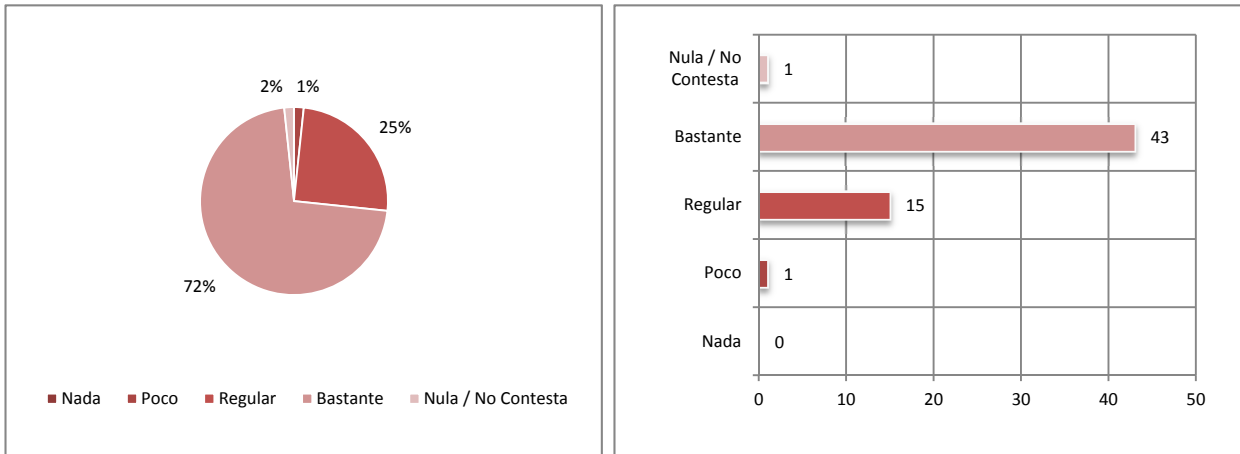 2%
1%
25%
72%
Nada
Poco
Regular
Bastante
Nula / No Contesta
Nula / No
Contesta
1
Bastante
43
Regular
15
Poco
1
Nada
0
0
10
20
30
40
50